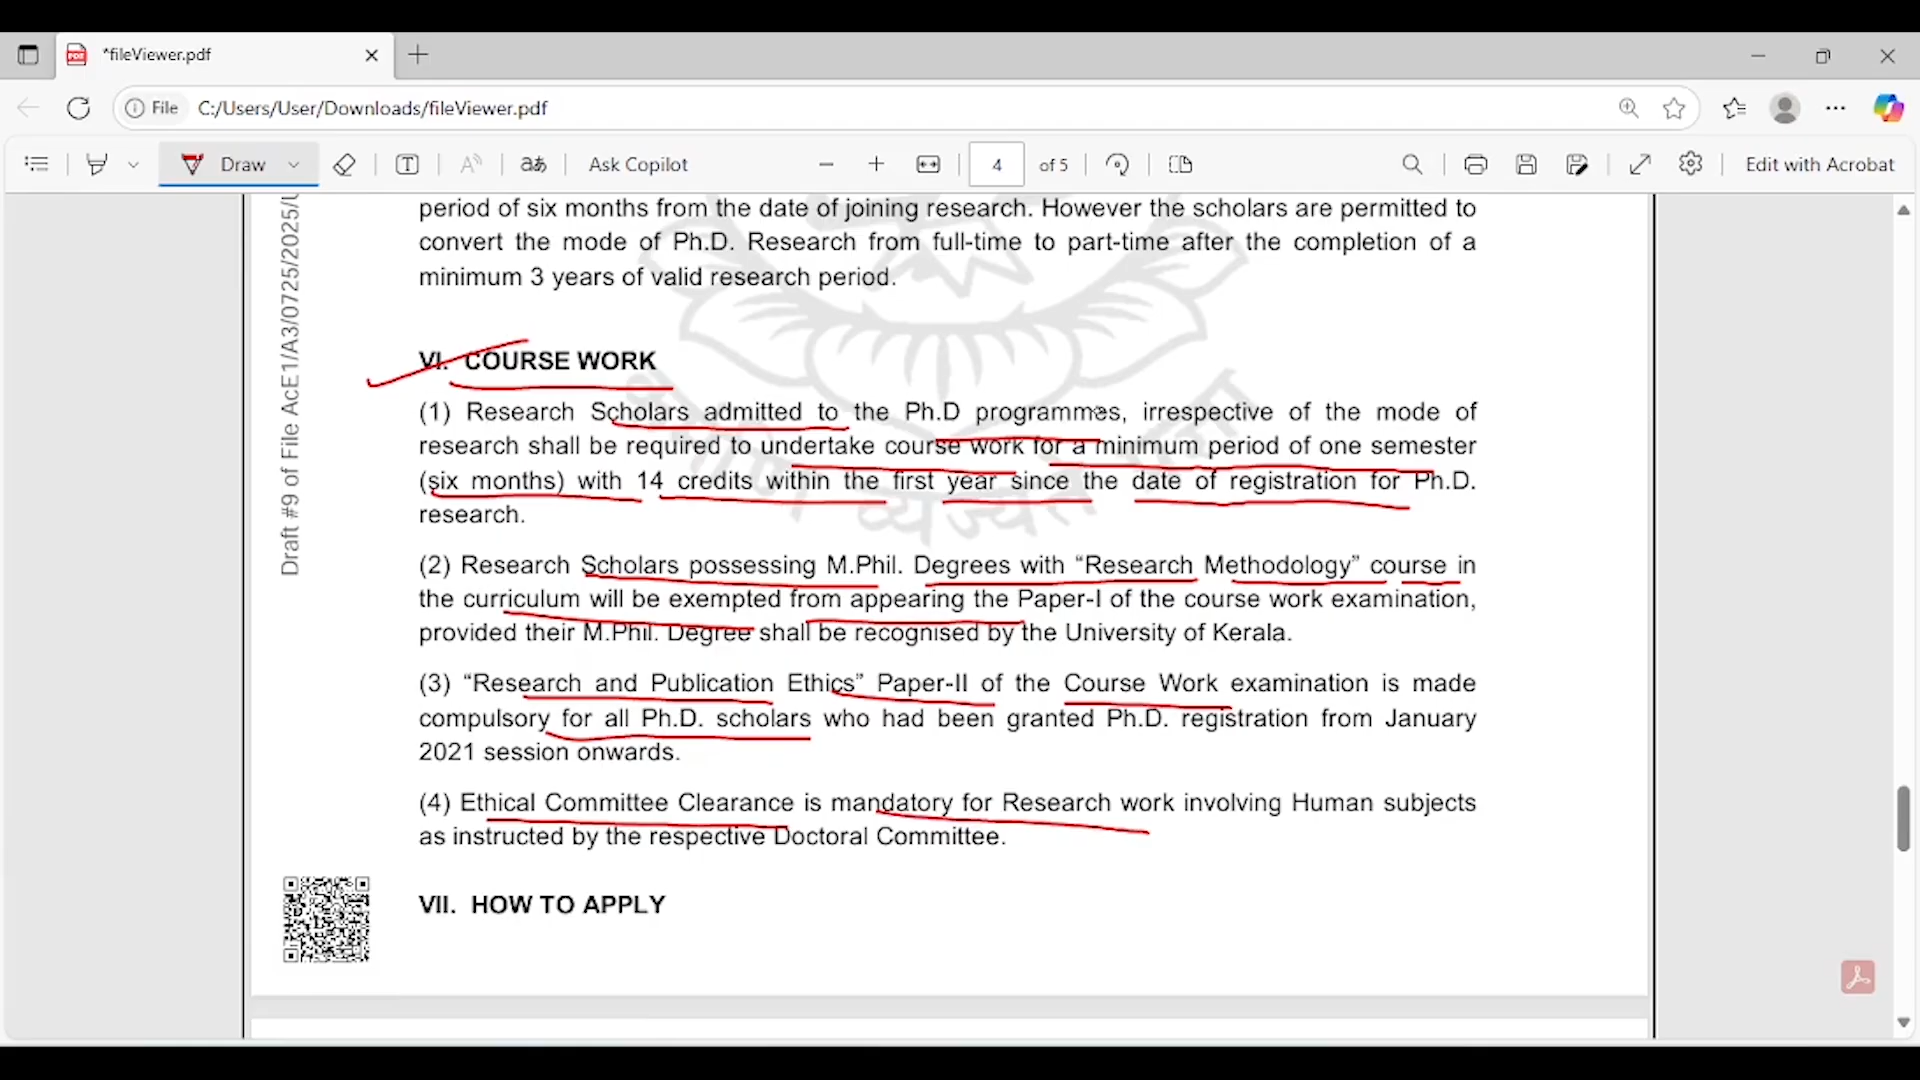 *fileViewer.pdf
File C:/Users/User/Downloads/fileViewer.pdf
Draw
Ask Copilot
4 of 5
Edit with Acrobat
period of six months from the date of joining research. However the scholars are permitted to
convert the mode of Ph.D. Research from full-time to part-time after the completion of a
minimum 3 years of valid research period.
VI. COURSE WORK
(1) Research Scholars admitted to the Ph.D programmes, irrespective of the mode of
research shall be required to undertake course work for a minimum period of one semester
(six months) with 14 credits within the first year since the date of registration for Ph.D.
research.
(2) Research Scholars possessing M.Phil. Degrees with “Research Methodology” course in
the curriculum will be exempted from appearing the Paper-I of the course work examination,
provided their M.Phil. Degree shall be recognised by the University of Kerala.
(3) “Research and Publication Ethics” Paper-II of the Course Work examination is made
compulsory for all Ph.D. scholars who had been granted Ph.D. registration from January
2021 session onwards.
(4) Ethical Committee Clearance is mandatory for Research work involving Human subjects
as instructed by the respective Doctoral Committee.
VII. HOW TO APPLY
Draft #9 of File AcE1/A3/0725/2025/